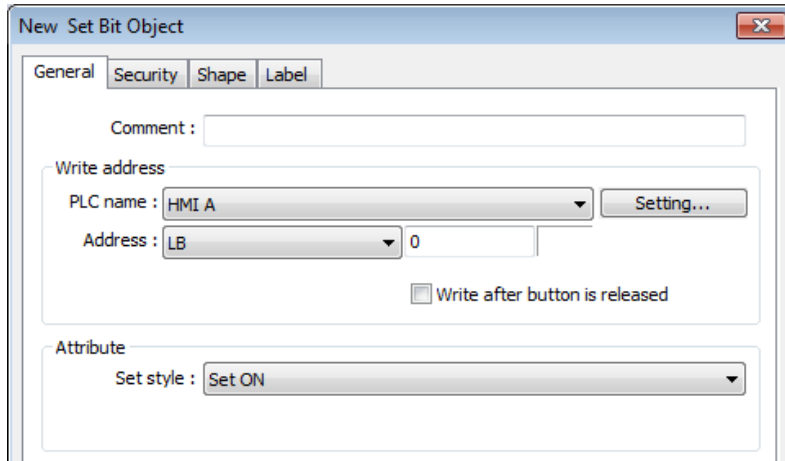 New Set Bit Object
General Security Shape Label
Comment :
Write address
PLC name : HMI A Setting...
Address : LB 0
Write after button is released
Attribute
Set style : Set ON